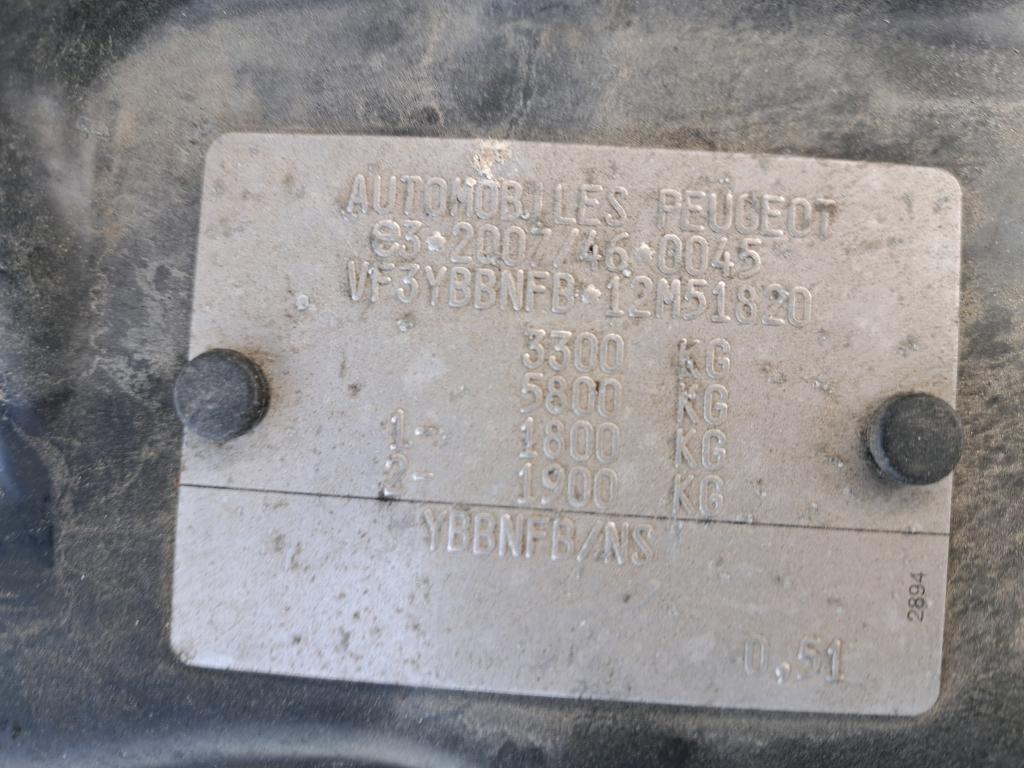 AUTOMOBILES PEUGEOT
e3*2007/46*0045
VF3YBBNFB*12M51820
3300 KG
5800 KG
1- 1800 KG
2- 1900 KG
YBBNFB/NS
2894
0,51